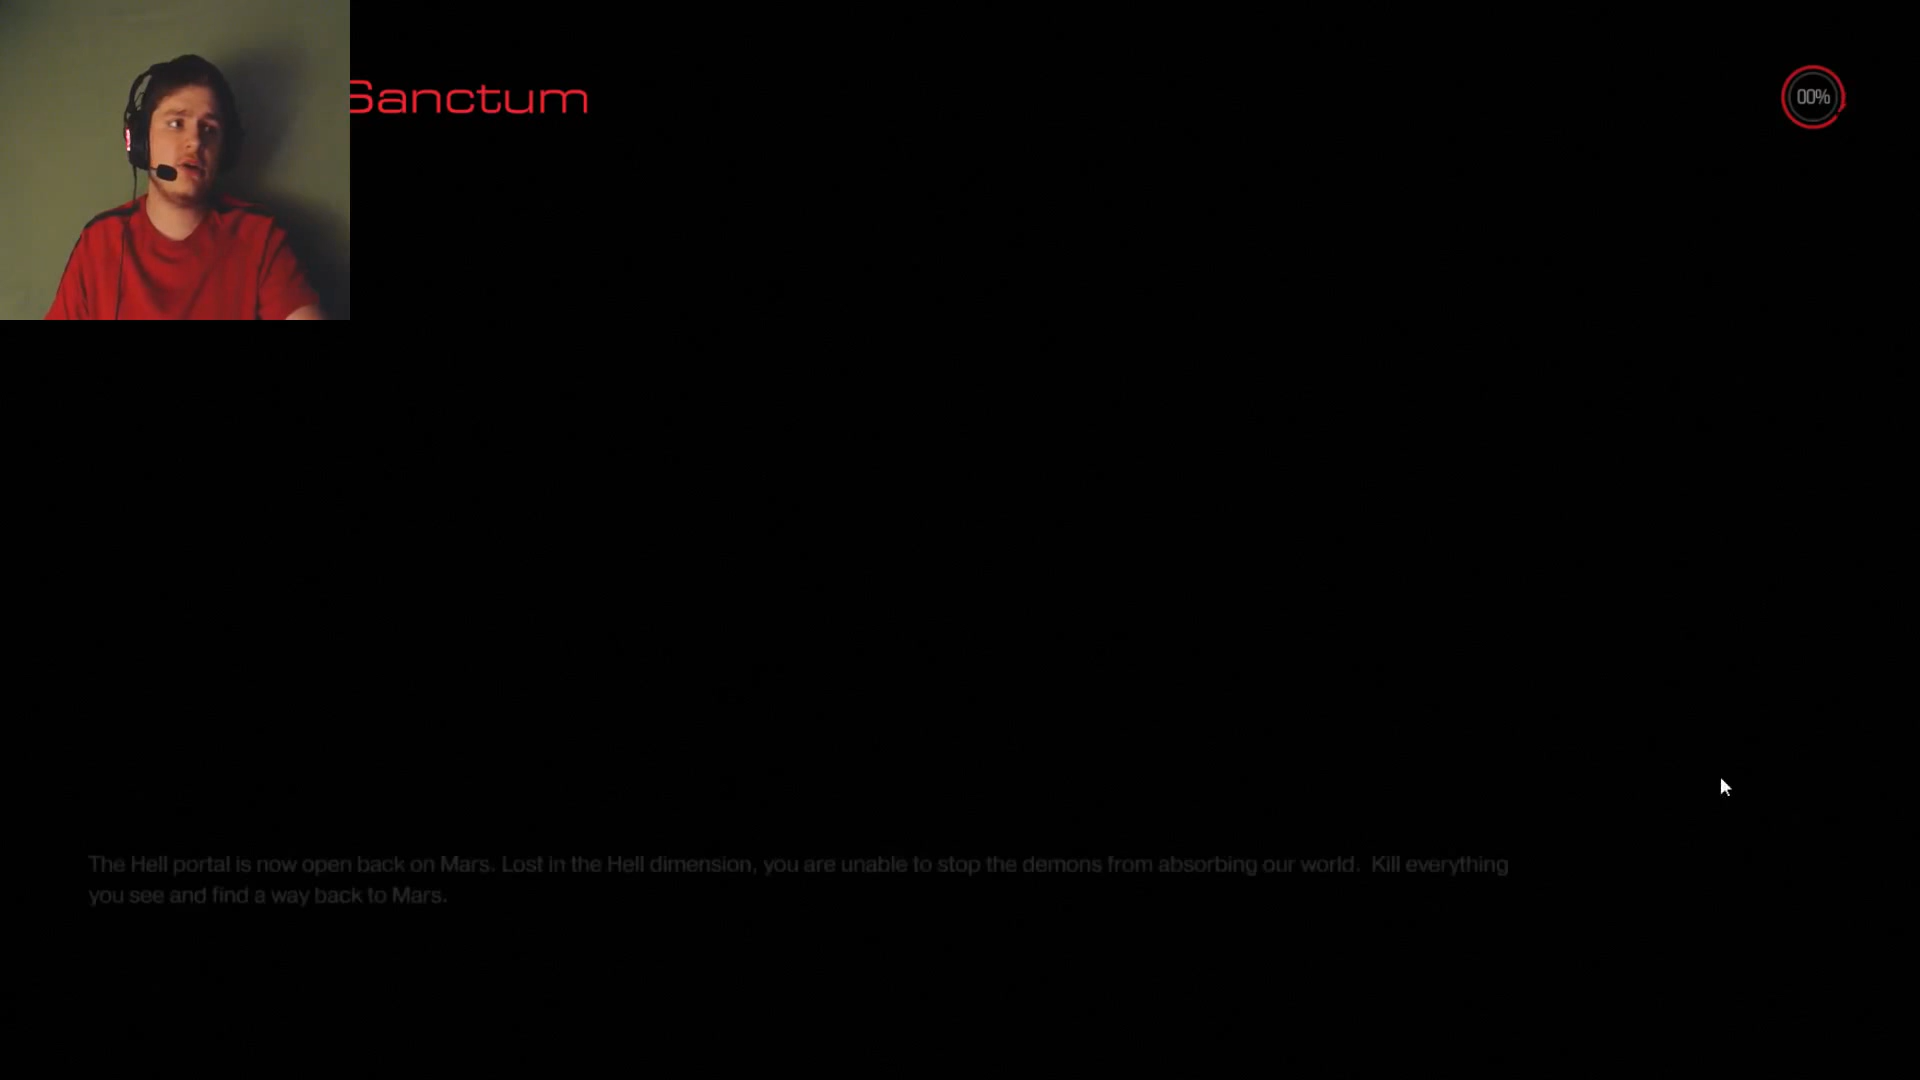 Sanctum
00%
The Hell portal is now open back on Mars. Lost in the Hell dimension, you are unable to stop the demons from absorbing our world.  Kill everything
you see and find a way back to Mars.